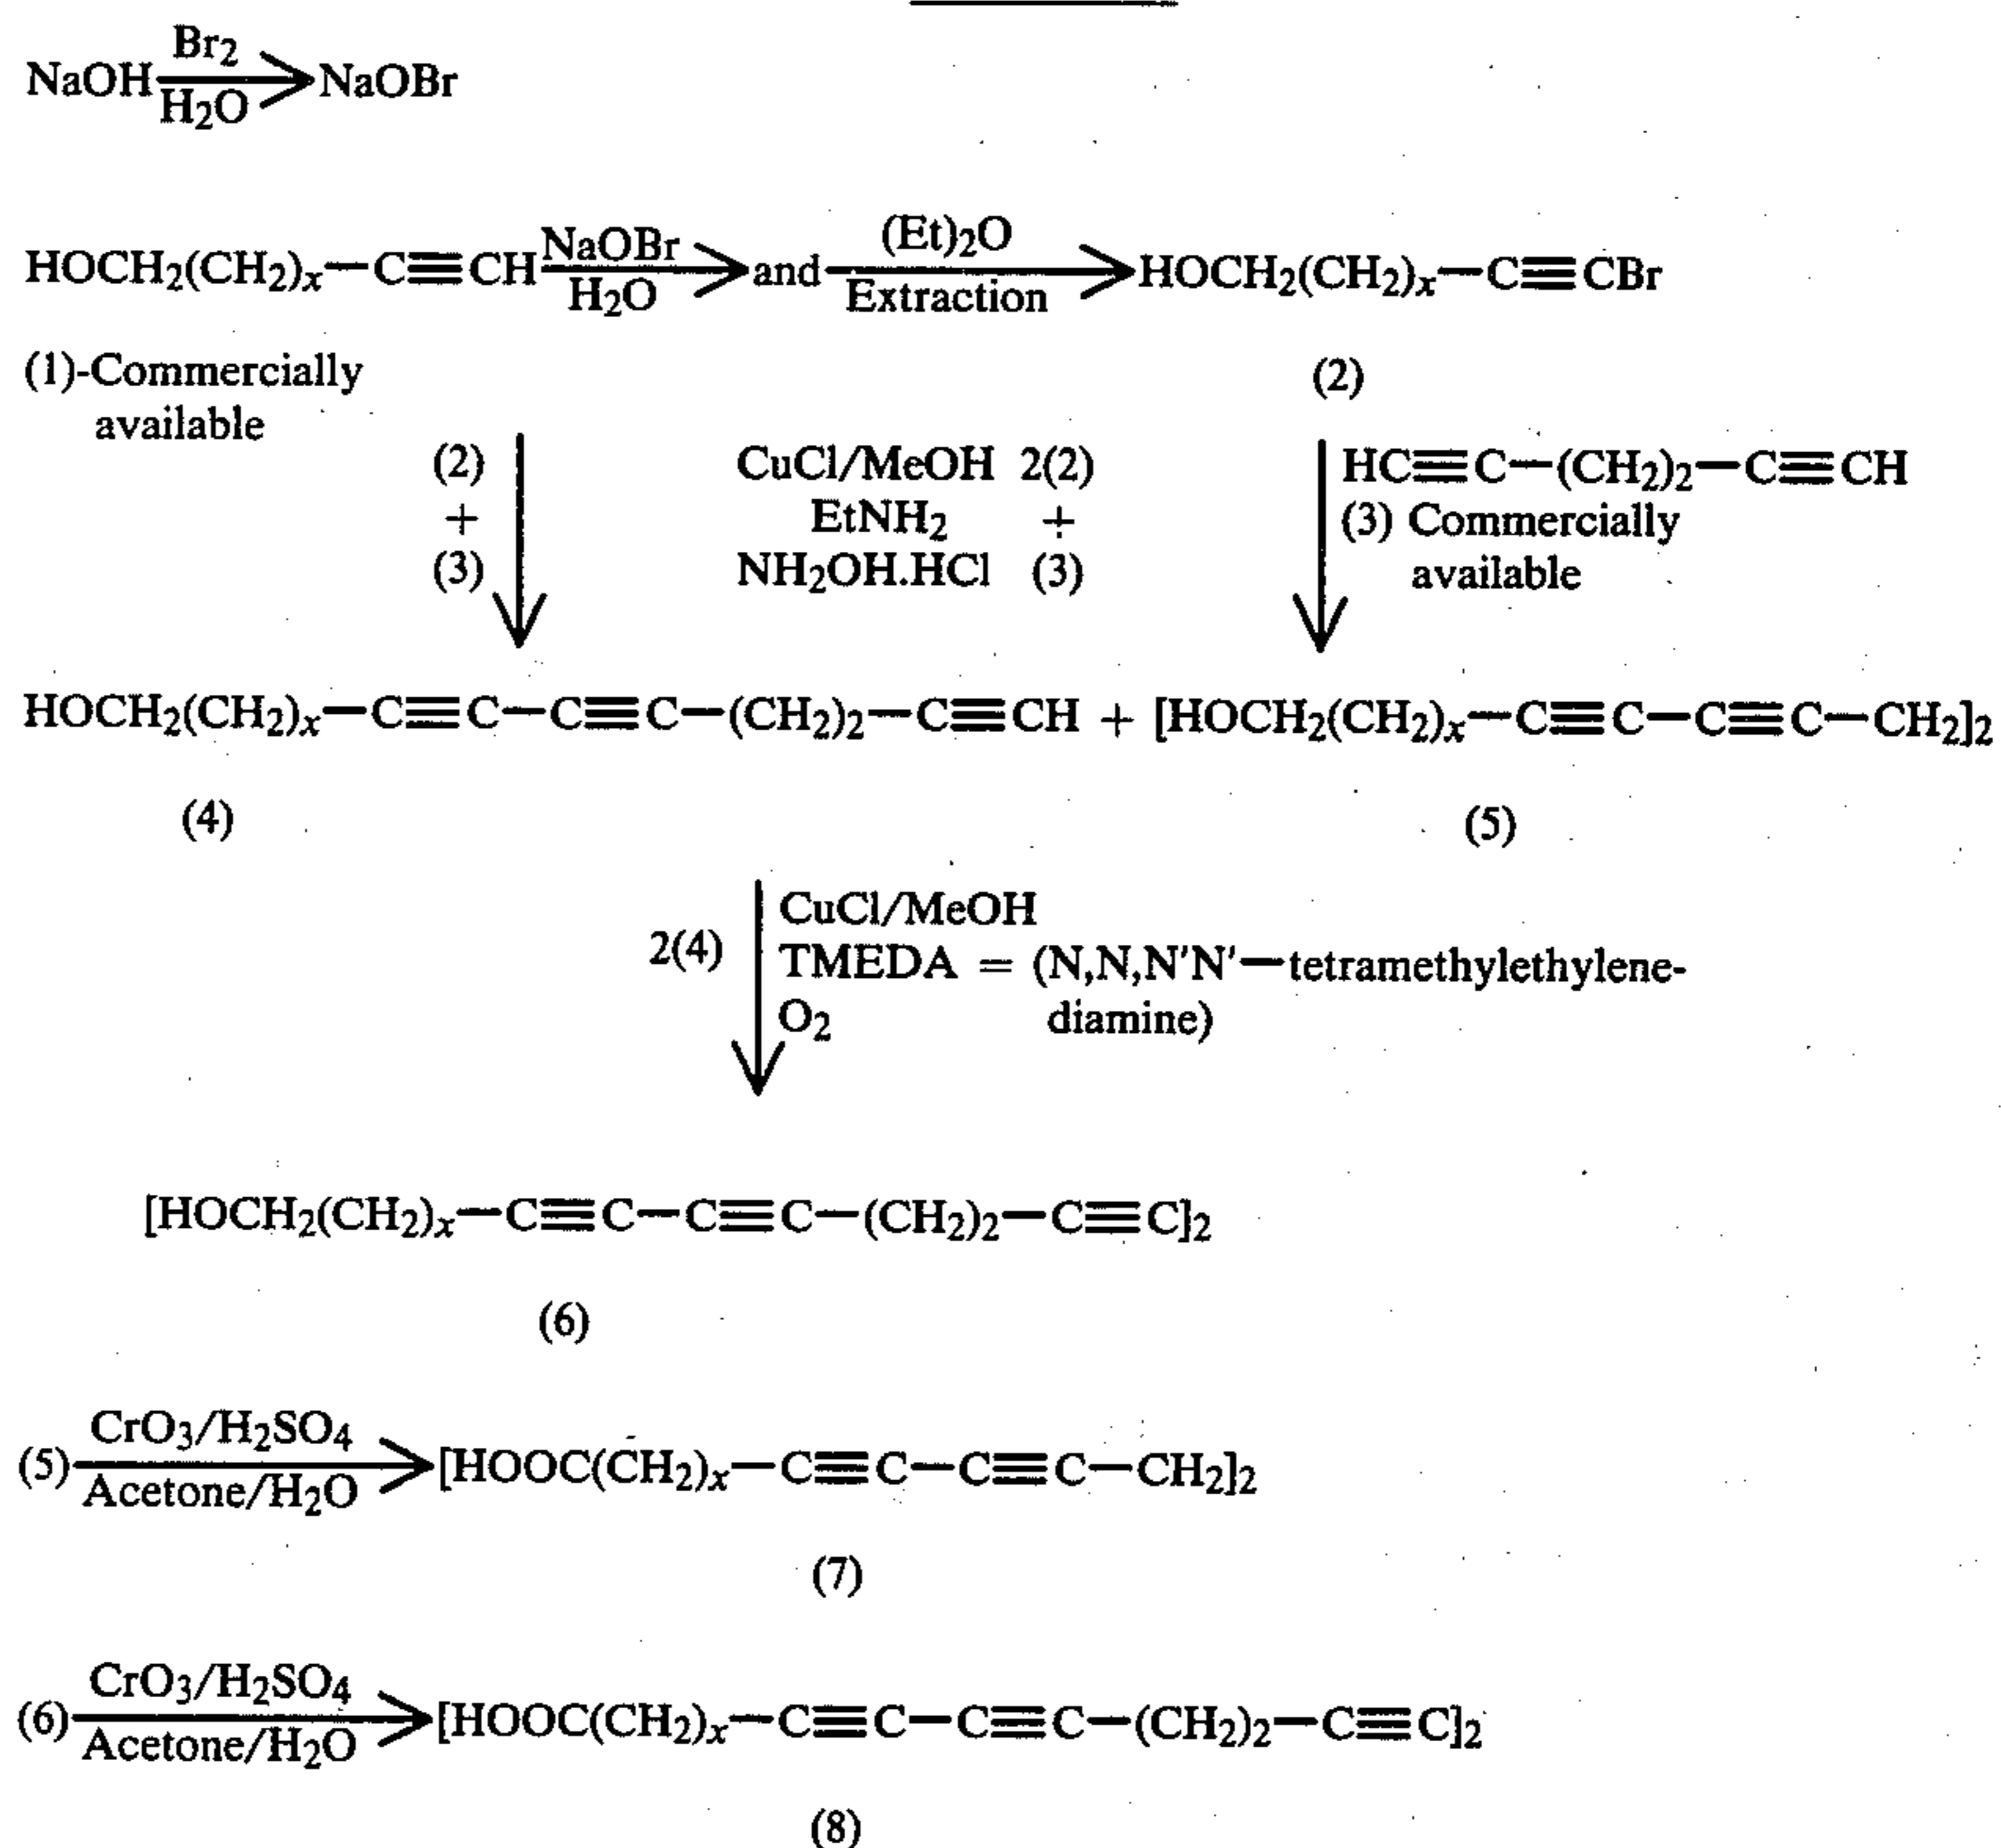 Br₂
NaOH ⟶ NaOBr
H₂O
NaOBr (Et)₂O
HOCH₂(CH₂)ₓ—C≡CH ⟶ and ⟶ HOCH₂(CH₂)ₓ—C≡CBr
H₂O Extraction
(1)-Commercially (2)
available
(2) CuCl/MeOH 2(2) HC≡C—(CH₂)₂—C≡CH
+ EtNH₂ ÷ (3) Commercially
(3) NH₂OH.HCl (3) available
HOCH₂(CH₂)ₓ—C≡C—C≡C—(CH₂)₂—C≡CH + [HOCH₂(CH₂)ₓ—C≡C—C≡C—CH₂]₂
(4) (5)
CuCl/MeOH
2(4) TMEDA = (N,N,N'N'—tetramethylethylene-
O₂ diamine)
[HOCH₂(CH₂)ₓ—C≡C—C≡C—(CH₂)₂—C≡C]₂
(6)
CrO₃/H₂SO₄
(5) ⟶ [HOOC(CH₂)ₓ—C≡C—C≡C—CH₂]₂
Acetone/H₂O
(7)
CrO₃/H₂SO₄
(6) ⟶ [HOOC(CH₂)ₓ—C≡C—C≡C—(CH₂)₂—C≡C]₂
Acetone/H₂O
(8)